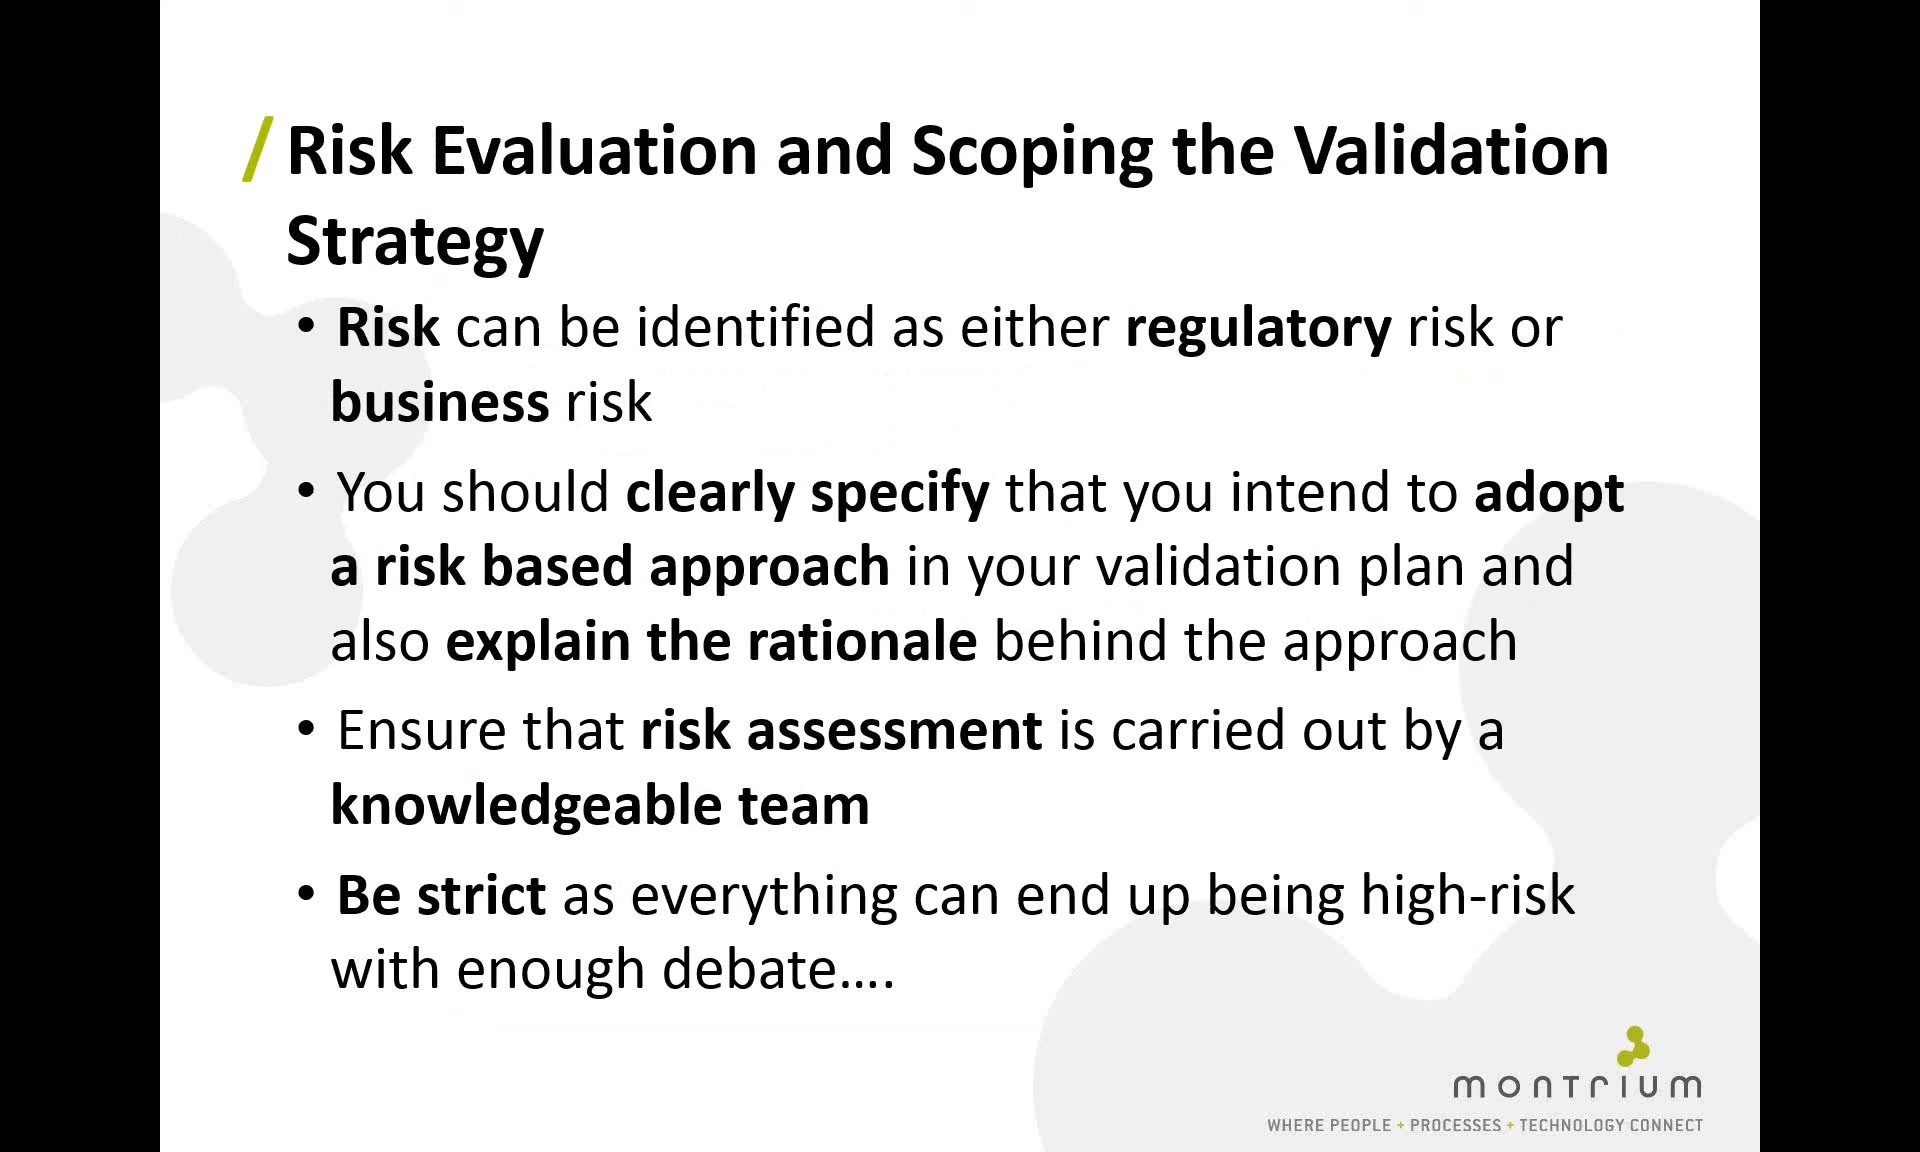 / Risk Evaluation and Scoping the Validation
Strategy
• Risk can be identified as either regulatory risk or
business risk
• You should clearly specify that you intend to adopt
a risk based approach in your validation plan and
also explain the rationale behind the approach
• Ensure that risk assessment is carried out by a
knowledgeable team
• Be strict as everything can end up being high-risk
with enough debate….
montrium
WHERE PEOPLE + PROCESSES + TECHNOLOGY CONNECT